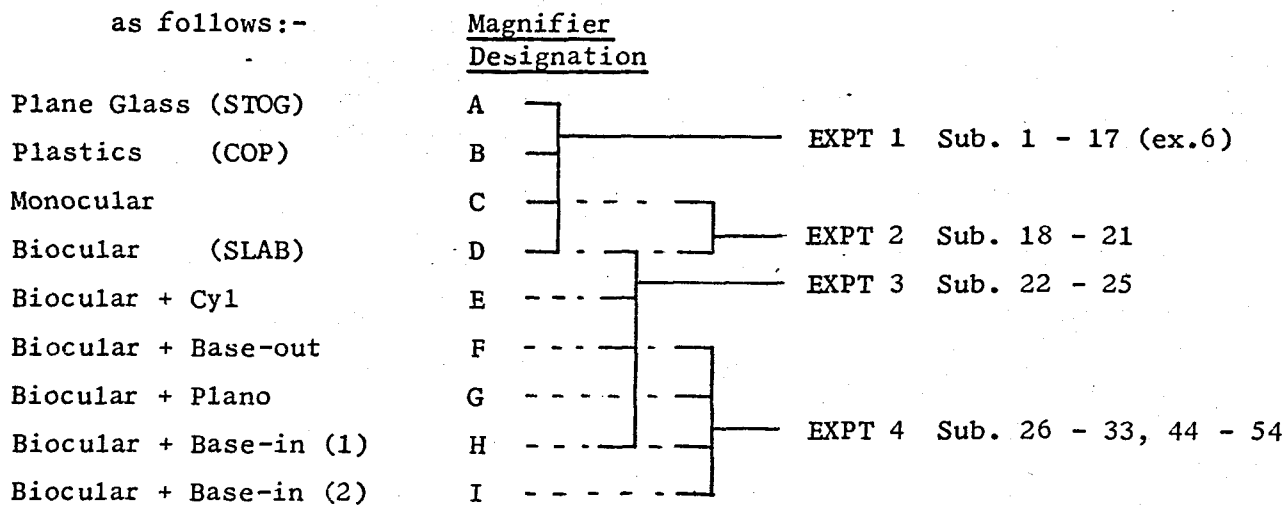 as follows:- Magnifier
Designation
Plane Glass (STOG) A
EXPT 1 Sub. 1 - 17 (ex.6)
Plastics (COP) B
Monocular C
EXPT 2 Sub. 18 - 21
Biocular (SLAB) D
EXPT 3 Sub. 22 - 25
Biocular + Cyl E
Biocular + Base-out F
Biocular + Plano G
EXPT 4 Sub. 26 - 33, 44 - 54
Biocular + Base-in (1) H
Biocular + Base-in (2) I